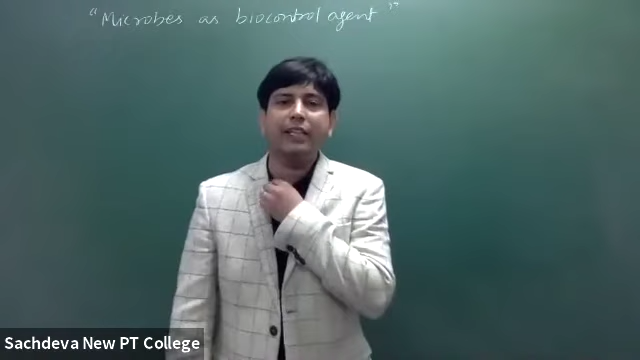 "Microbes as biocontrol agent"
Sachdeva New PT College